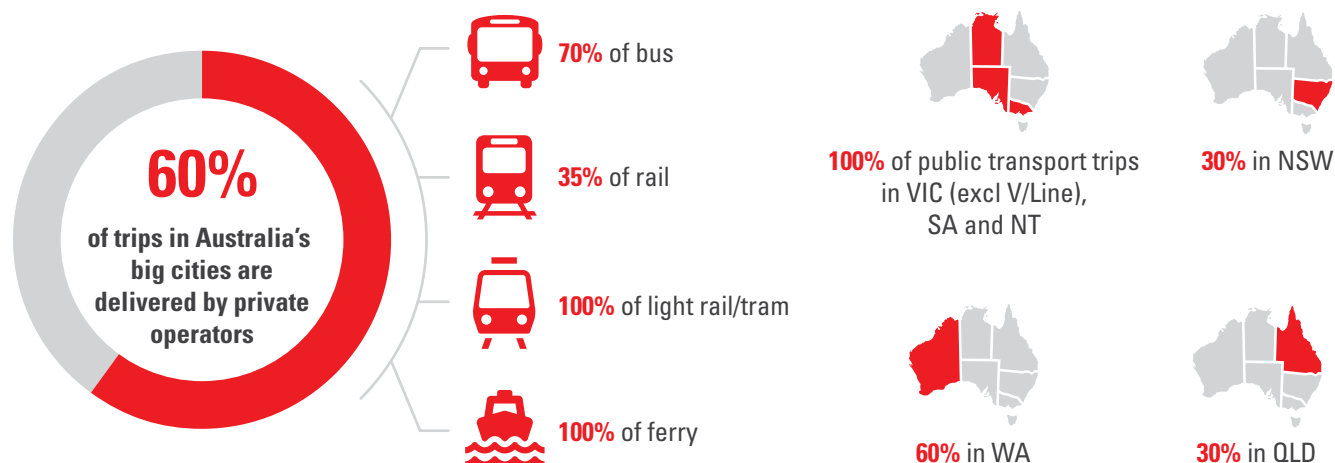 60%
of trips in Australia's
big cities are
delivered by private
operators
70% of bus
35% of rail
100% of light rail/tram
100% of ferry
100% of public transport trips
in VIC (excl V/Line),
SA and NT
30% in NSW
60% in WA
30% in QLD